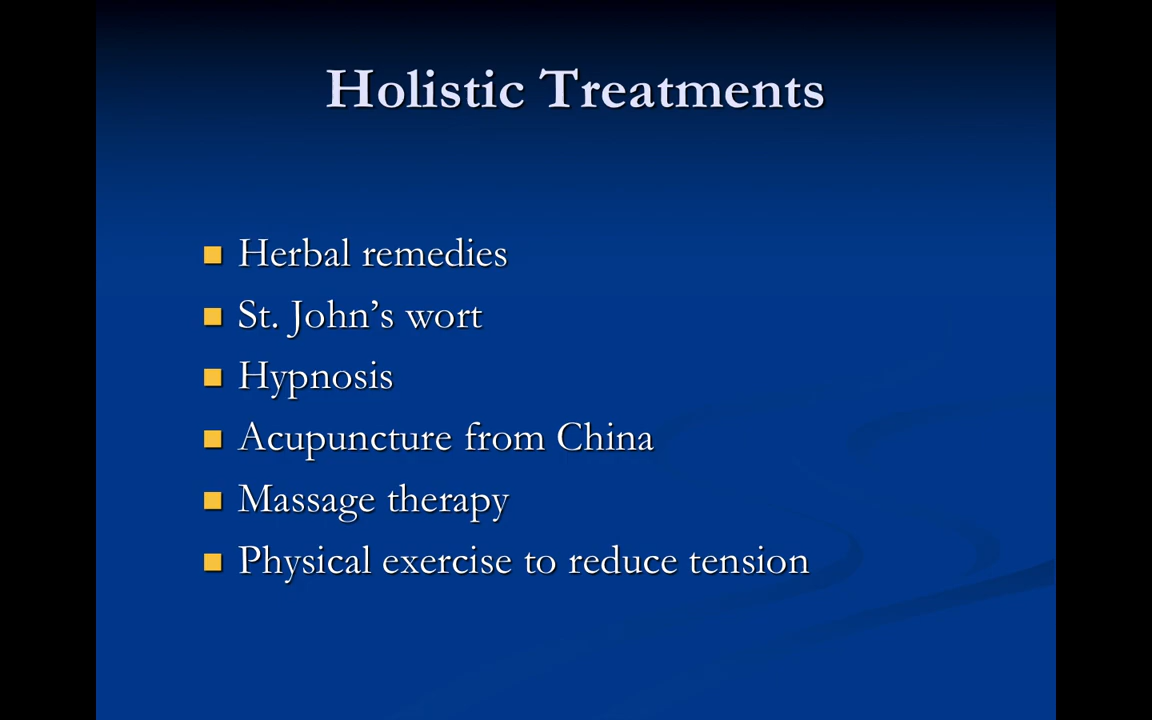 Holistic Treatments
Herbal remedies
St. John’s wort
Hypnosis
Acupuncture from China
Massage therapy
Physical exercise to reduce tension